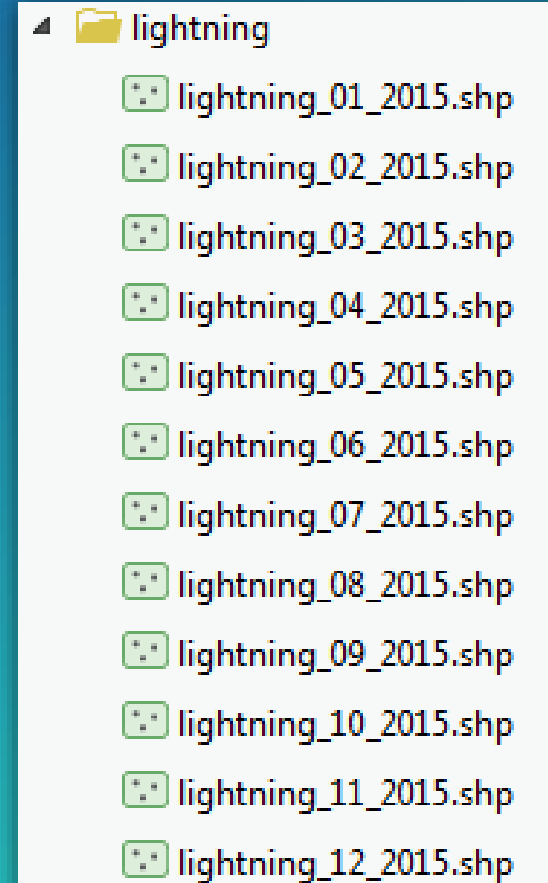 lightning
lightning_01_2015.shp
lightning_02_2015.shp
lightning_03_2015.shp
lightning_04_2015.shp
lightning_05_2015.shp
lightning_06_2015.shp
lightning_07_2015.shp
lightning_08_2015.shp
lightning_09_2015.shp
lightning_10_2015.shp
lightning_11_2015.shp
lightning_12_2015.shp